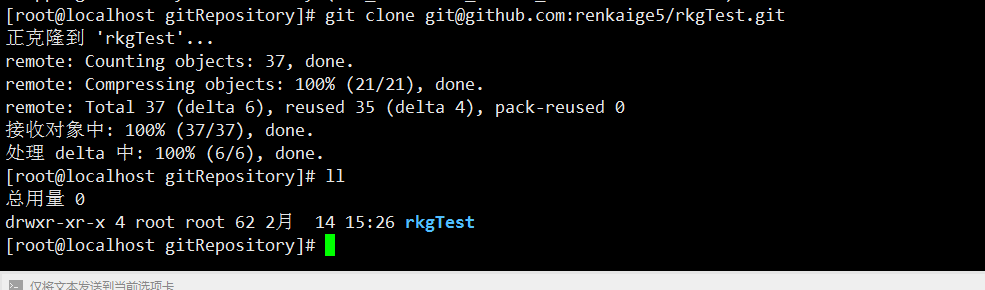 [root@localhost gitRepository]# git clone git@github.com:renkaige5/rkgTest.git
正克隆到 'rkgTest'...
remote: Counting objects: 37, done.
remote: Compressing objects: 100% (21/21), done.
remote: Total 37 (delta 6), reused 35 (delta 4), pack-reused 0
接收对象中: 100% (37/37), done.
处理 delta 中: 100% (6/6), done.
[root@localhost gitRepository]# ll
总用量 0
drwxr-xr-x 4 root root 62 2月  14 15:26 rkgTest
[root@localhost gitRepository]#
仅将文本发送到当前选项卡